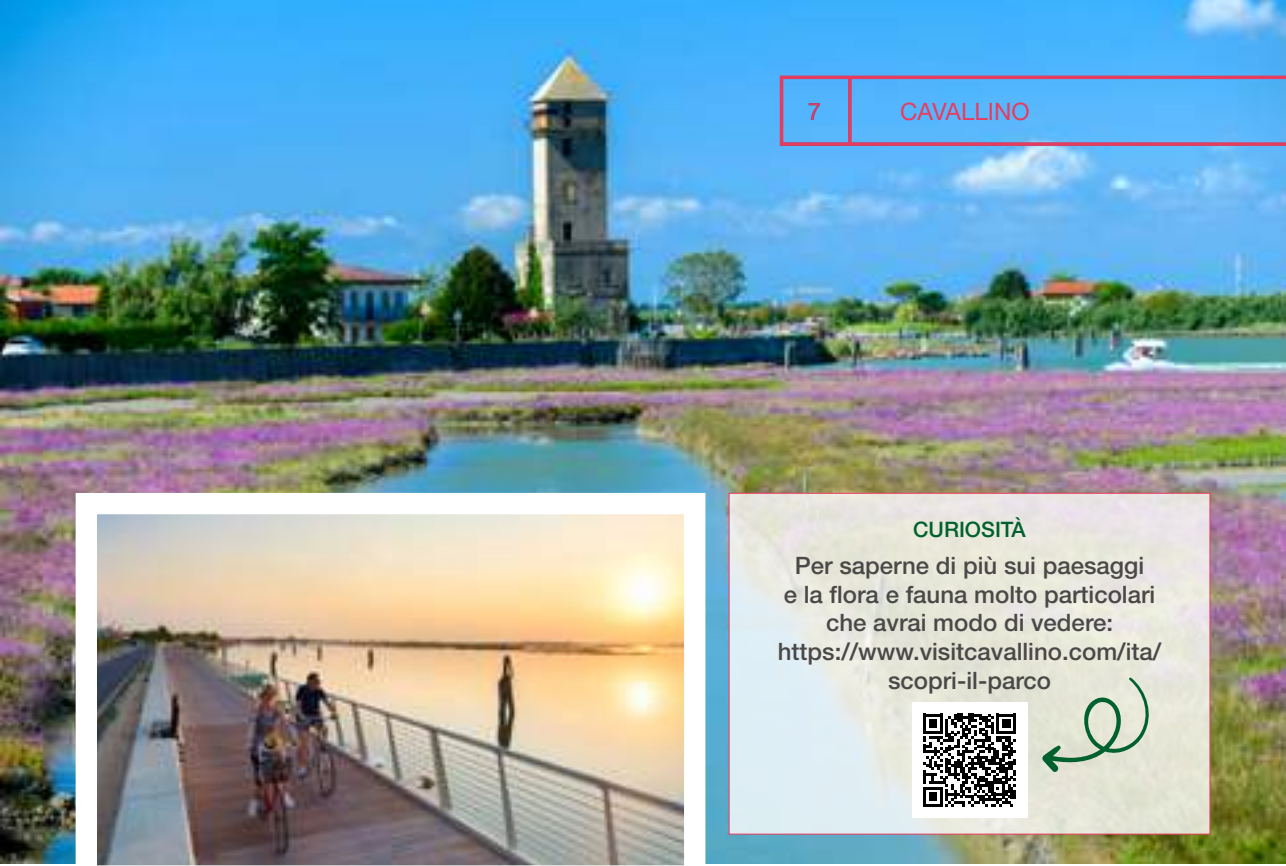 7 CAVALLINO
CURIOSITÀ
Per saperne di più sui paesaggi
e la flora e fauna molto particolari
che avrai modo di vedere:
https://www.visitcavallino.com/ita/
scopri-il-parco